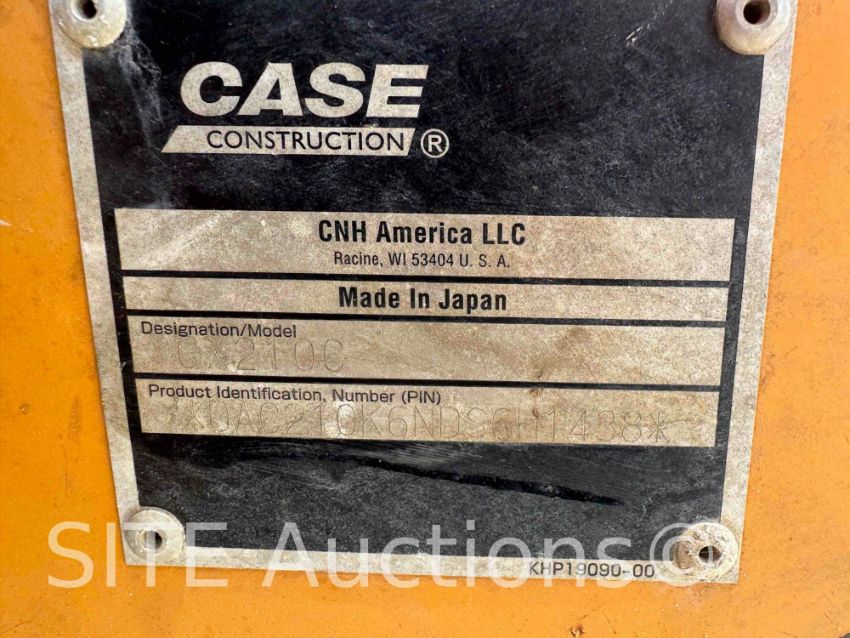 CASE
CONSTRUCTION ®
CNH America LLC
Racine, WI 53404 U. S. A.
Made In Japan
Designation/Model
CX210C
Product Identification, Number (PIN)
*DAC210K6NDS6H1438*
SITE Auctions©
KHP19090-00